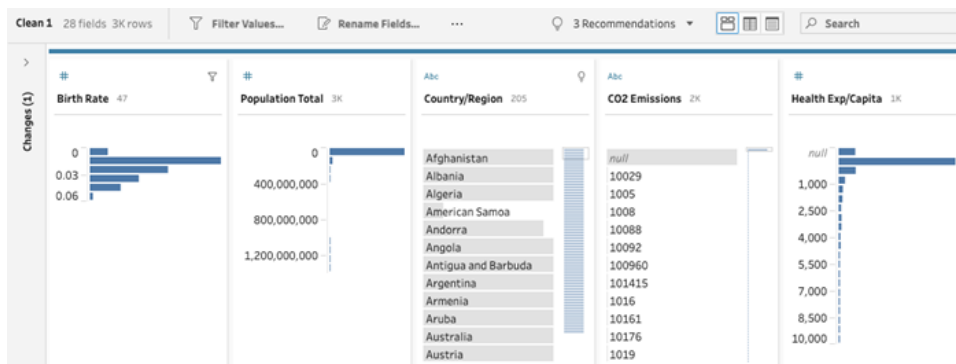 Clean 1 28 fields 3K rows Filter Values... Rename Fields... ... 3 Recommendations Search
Changes (1)
#
Birth Rate 47
0
0.03
0.06
#
Population Total 3K
0
400,000,000
800,000,000
1,200,000,000
Abc
Country/Region 205
Afghanistan
Albania
Algeria
American Samoa
Andorra
Angola
Antigua and Barbuda
Argentina
Armenia
Aruba
Australia
Austria
Abc
CO2 Emissions 2K
null
10029
1005
1008
10088
10092
100960
101415
1016
10161
10176
1019
#
Health Exp/Capita 1K
null
1,000
2,500
4,000
5,500
7,000
8,500
10,000